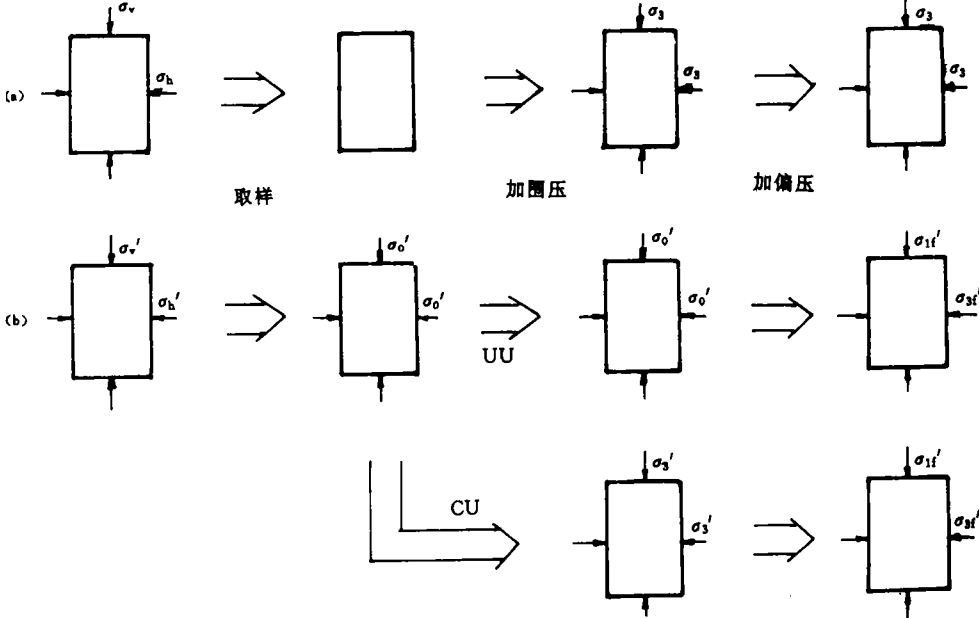 σᵥ
σₕ
σ₃
σ₃
σ₃
σ₃
(a)
取样
加围压
加偏压
σᵥ′
σₕ′
σ₀′
σ₀′
σ₀′
σ₀′
σ₁f′
σ₃f′
(b)
UU
CU
σ₃′
σ₃′
σ₁f′
σ₃f′